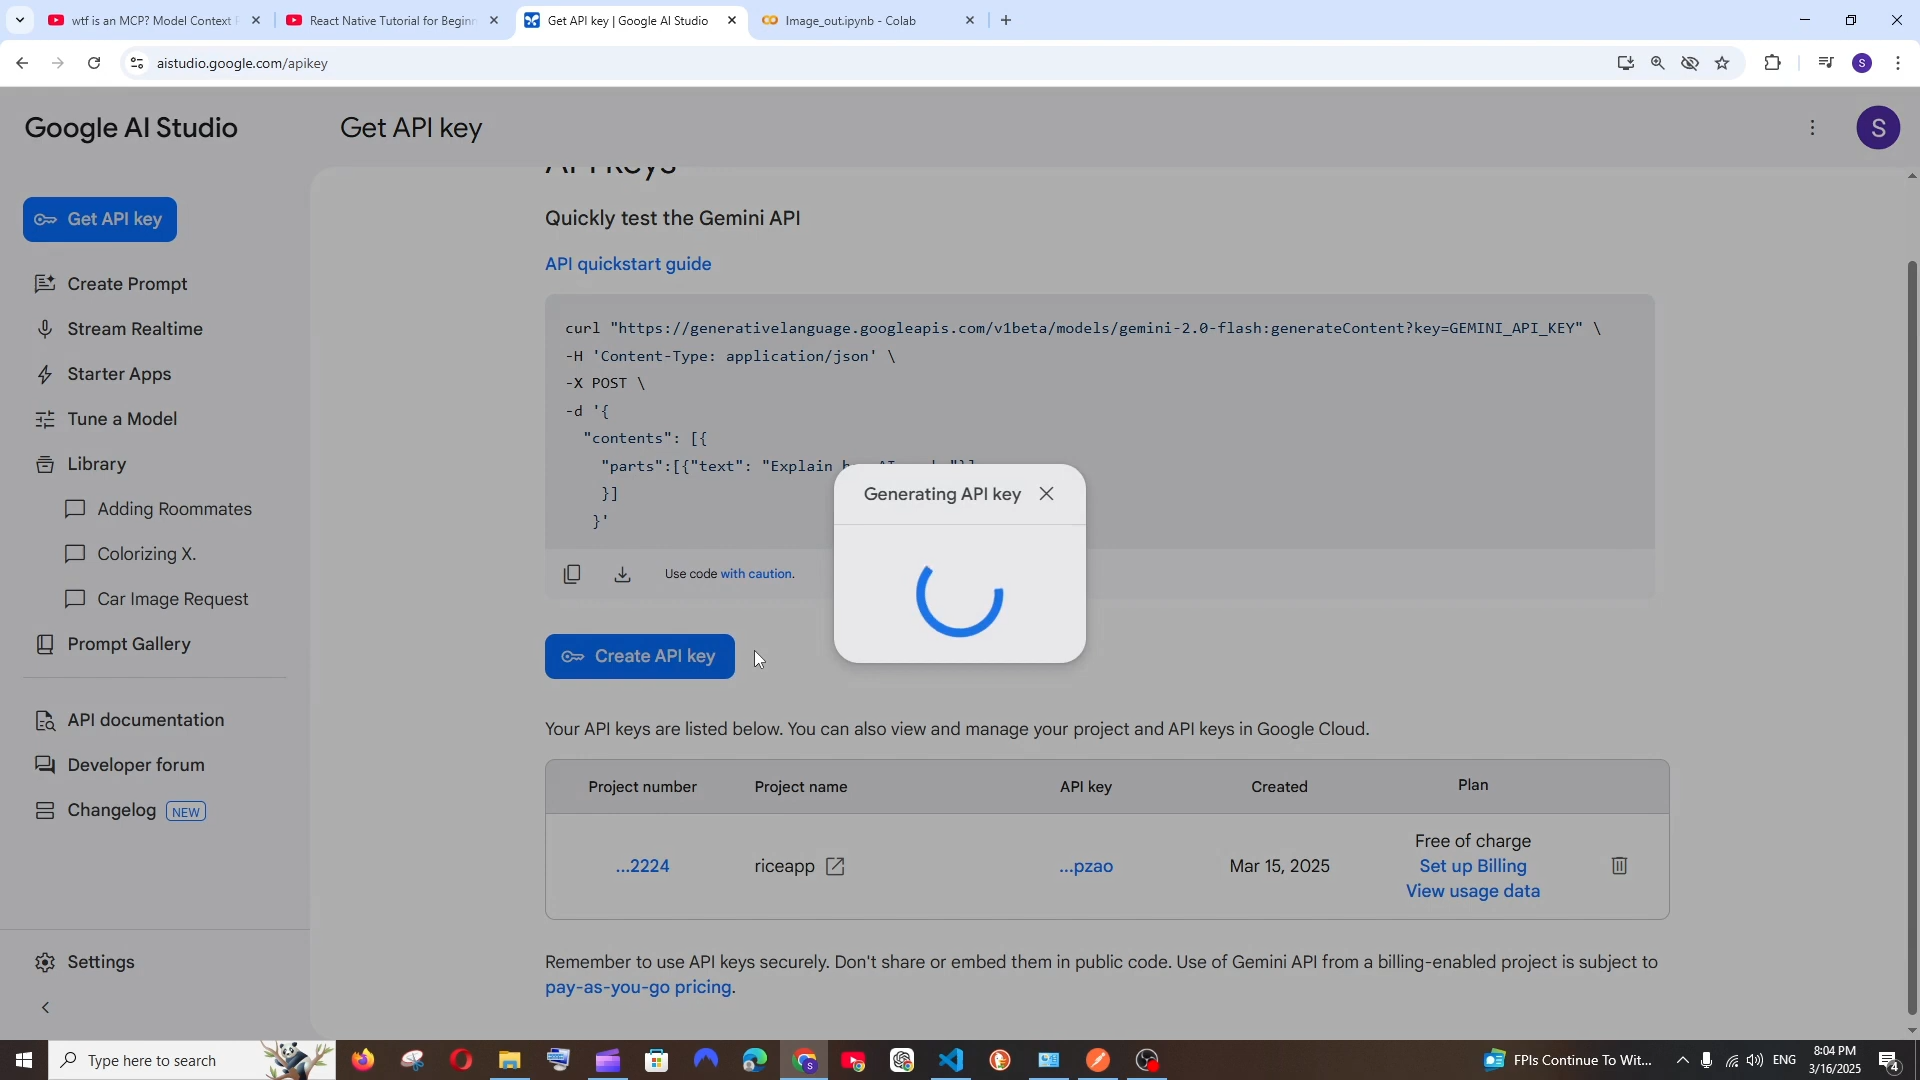 wtf is an MCP? Model Context
React Native Tutorial for Begin
Get API key | Google AI Studio
Image_out.ipynb - Colab
aistudio.google.com/apikey
S
Google AI Studio
Get API key
S
Get API key
Create Prompt
Stream Realtime
Starter Apps
Tune a Model
Library
Adding Roommates
Colorizing X.
Car Image Request
Prompt Gallery
API documentation
Developer forum
Changelog NEW
Settings
API Keys
Quickly test the Gemini API
API quickstart guide
curl "https://generativelanguage.googleapis.com/v1beta/models/gemini-2.0-flash:generateContent?key=GEMINI_API_KEY" \
-H 'Content-Type: application/json' \
-X POST \
-d '{
"contents": [{
"parts":[{"text": "Explain
}]
}'
Use code with caution.
Generating API key
Create API key
Your API keys are listed below. You can also view and manage your project and API keys in Google Cloud.
Project number Project name API key Created Plan
...2224 riceapp ...pzao Mar 15, 2025 Free of charge
Set up Billing
View usage data
Remember to use API keys securely. Don't share or embed them in public code. Use of Gemini API from a billing-enabled project is subject to
pay-as-you-go pricing.
Type here to search
FPIs Continue To Wit...
ENG
8:04 PM
3/16/2025
4